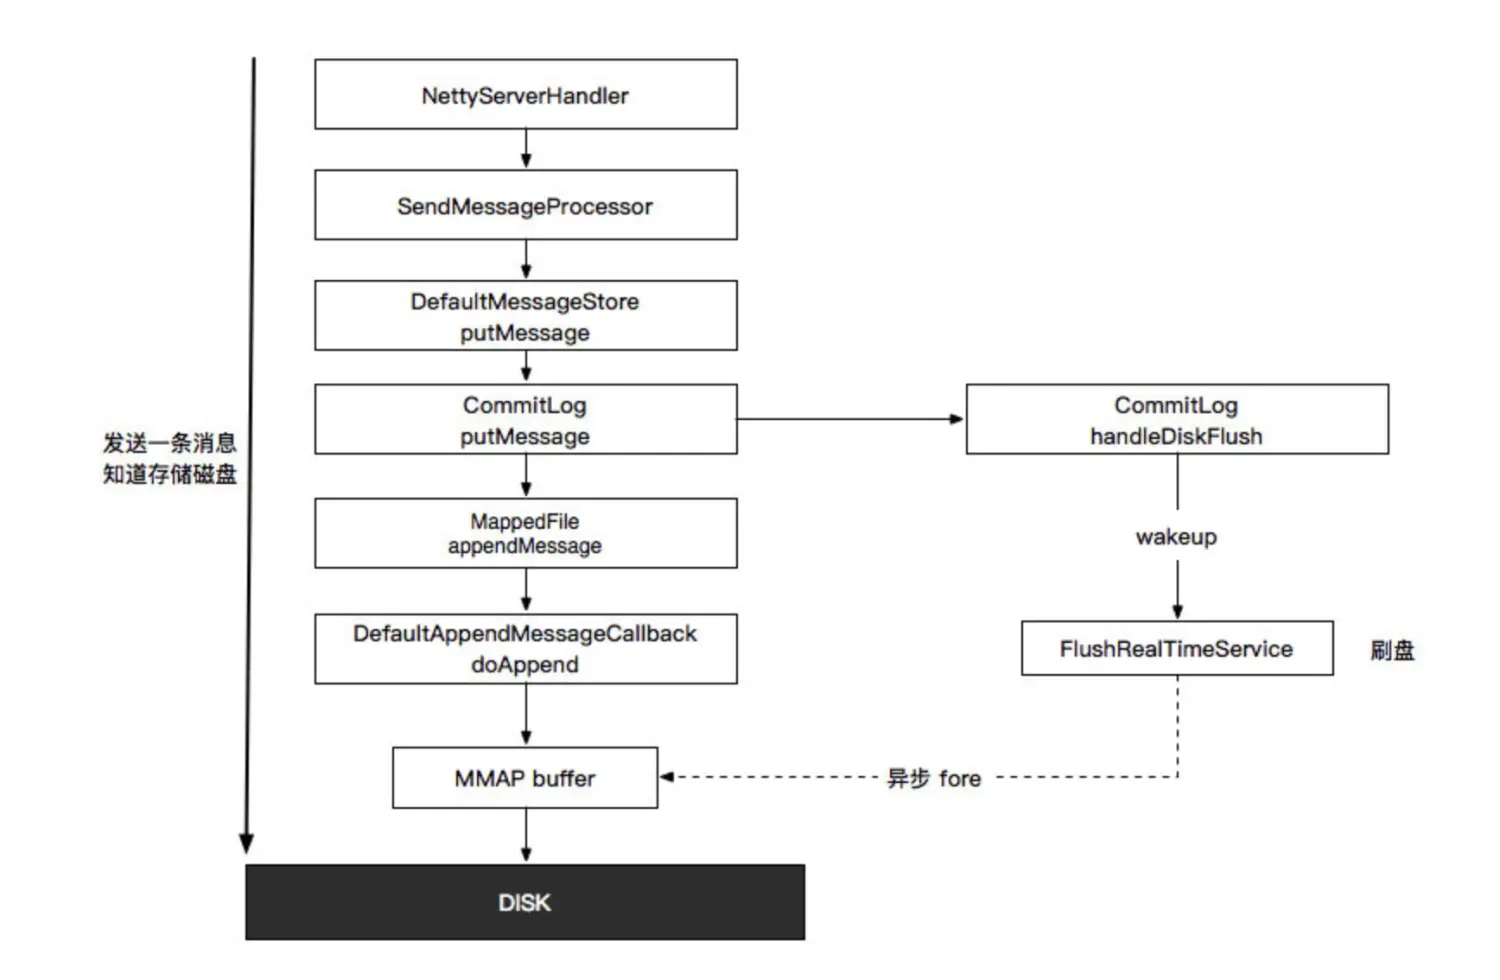 NettyServerHandler
SendMessageProcessor
DefaultMessageStore
putMessage
CommitLog
putMessage
CommitLog
handleDiskFlush
发送一条消息
知道存储磁盘
MappedFile
appendMessage
wakeup
DefaultAppendMessageCallback
doAppend
FlushRealTimeService
刷盘
MMAP buffer
异步 fore
DISK